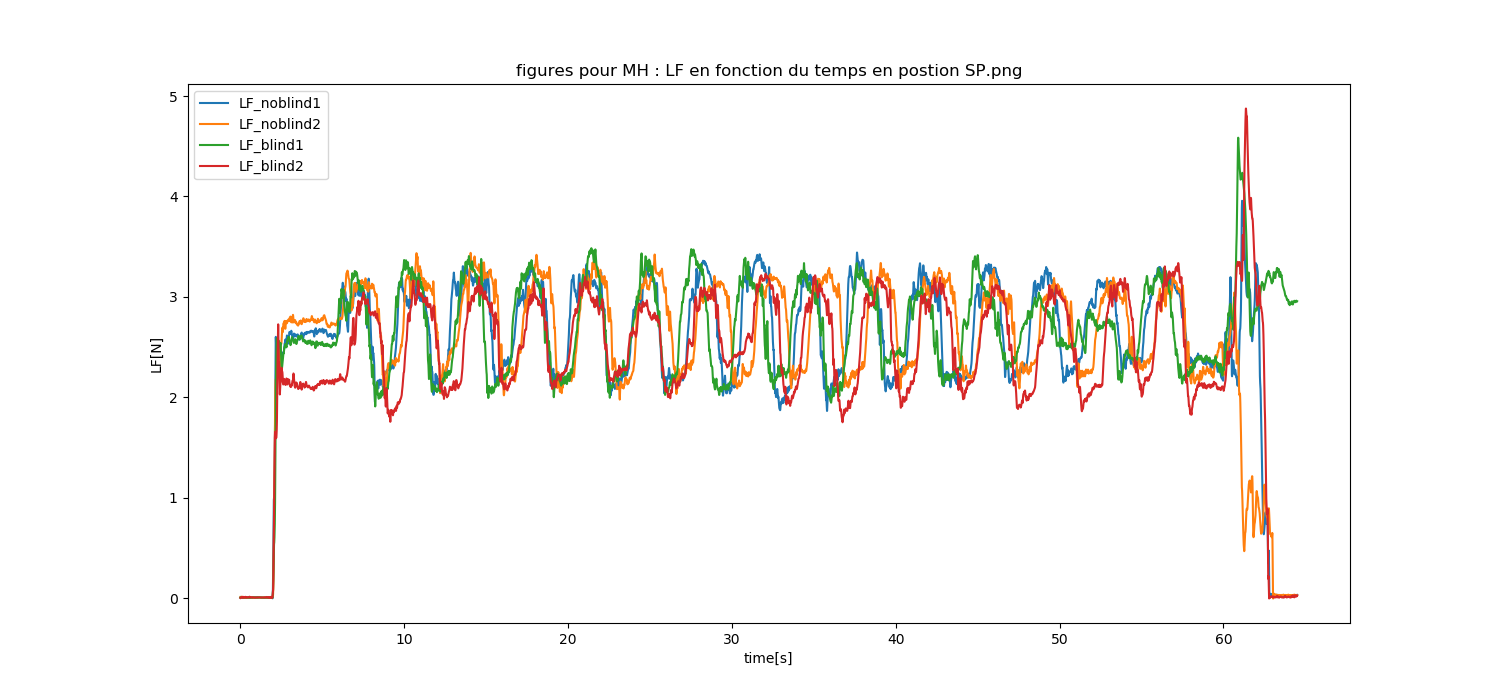 figures pour MH : LF en fonction du temps en postion SP.png
LF_noblind1
LF_noblind2
LF_blind1
LF_blind2
5
4
3
2
1
0
LF[N]
0 10 20 30 40 50 60
time[s]